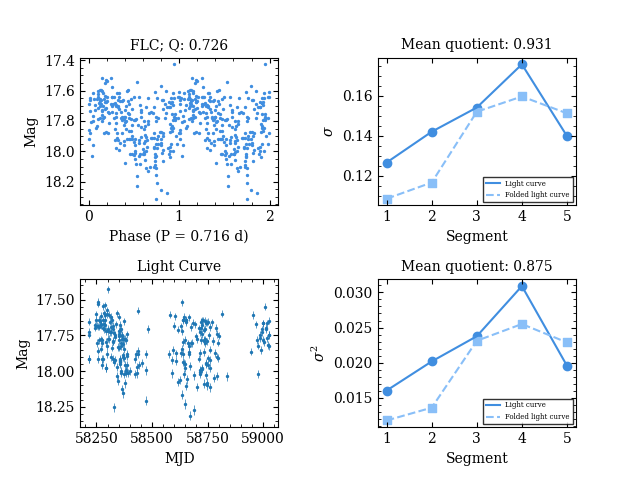 FLC; Q: 0.726
17.4
17.6
17.8
18.0
18.2
Mag
0
1
2
Phase (P = 0.716 d)
Mean quotient: 0.931
0.16
0.14
0.12
σ
Light curve
Folded light curve
1
2
3
4
5
Segment
Light Curve
17.50
17.75
18.00
18.25
Mag
58250
58500
58750
59000
MJD
Mean quotient: 0.875
0.030
0.025
0.020
0.015
σ²
Light curve
Folded light curve
1
2
3
4
5
Segment